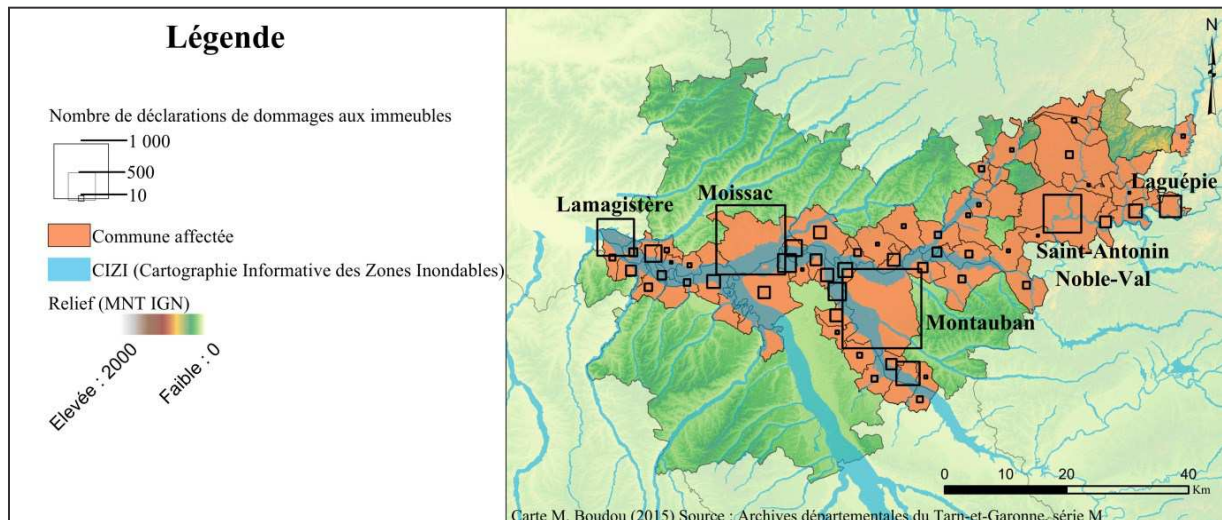 Légende
Nombre de déclarations de dommages aux immeubles
1 000
500
10
Commune affectée
CIZI (Cartographie Informative des Zones Inondables)
Relief (MNT IGN)
Elevée : 2000
Faible : 0
N
Lamagistère
Moissac
Laguépie
Saint-Antonin
Noble-Val
Montauban
0 10 20 40
Km
Carte M. Boudou (2015) Source : Archives départementales du Tarn-et-Garonne, série M